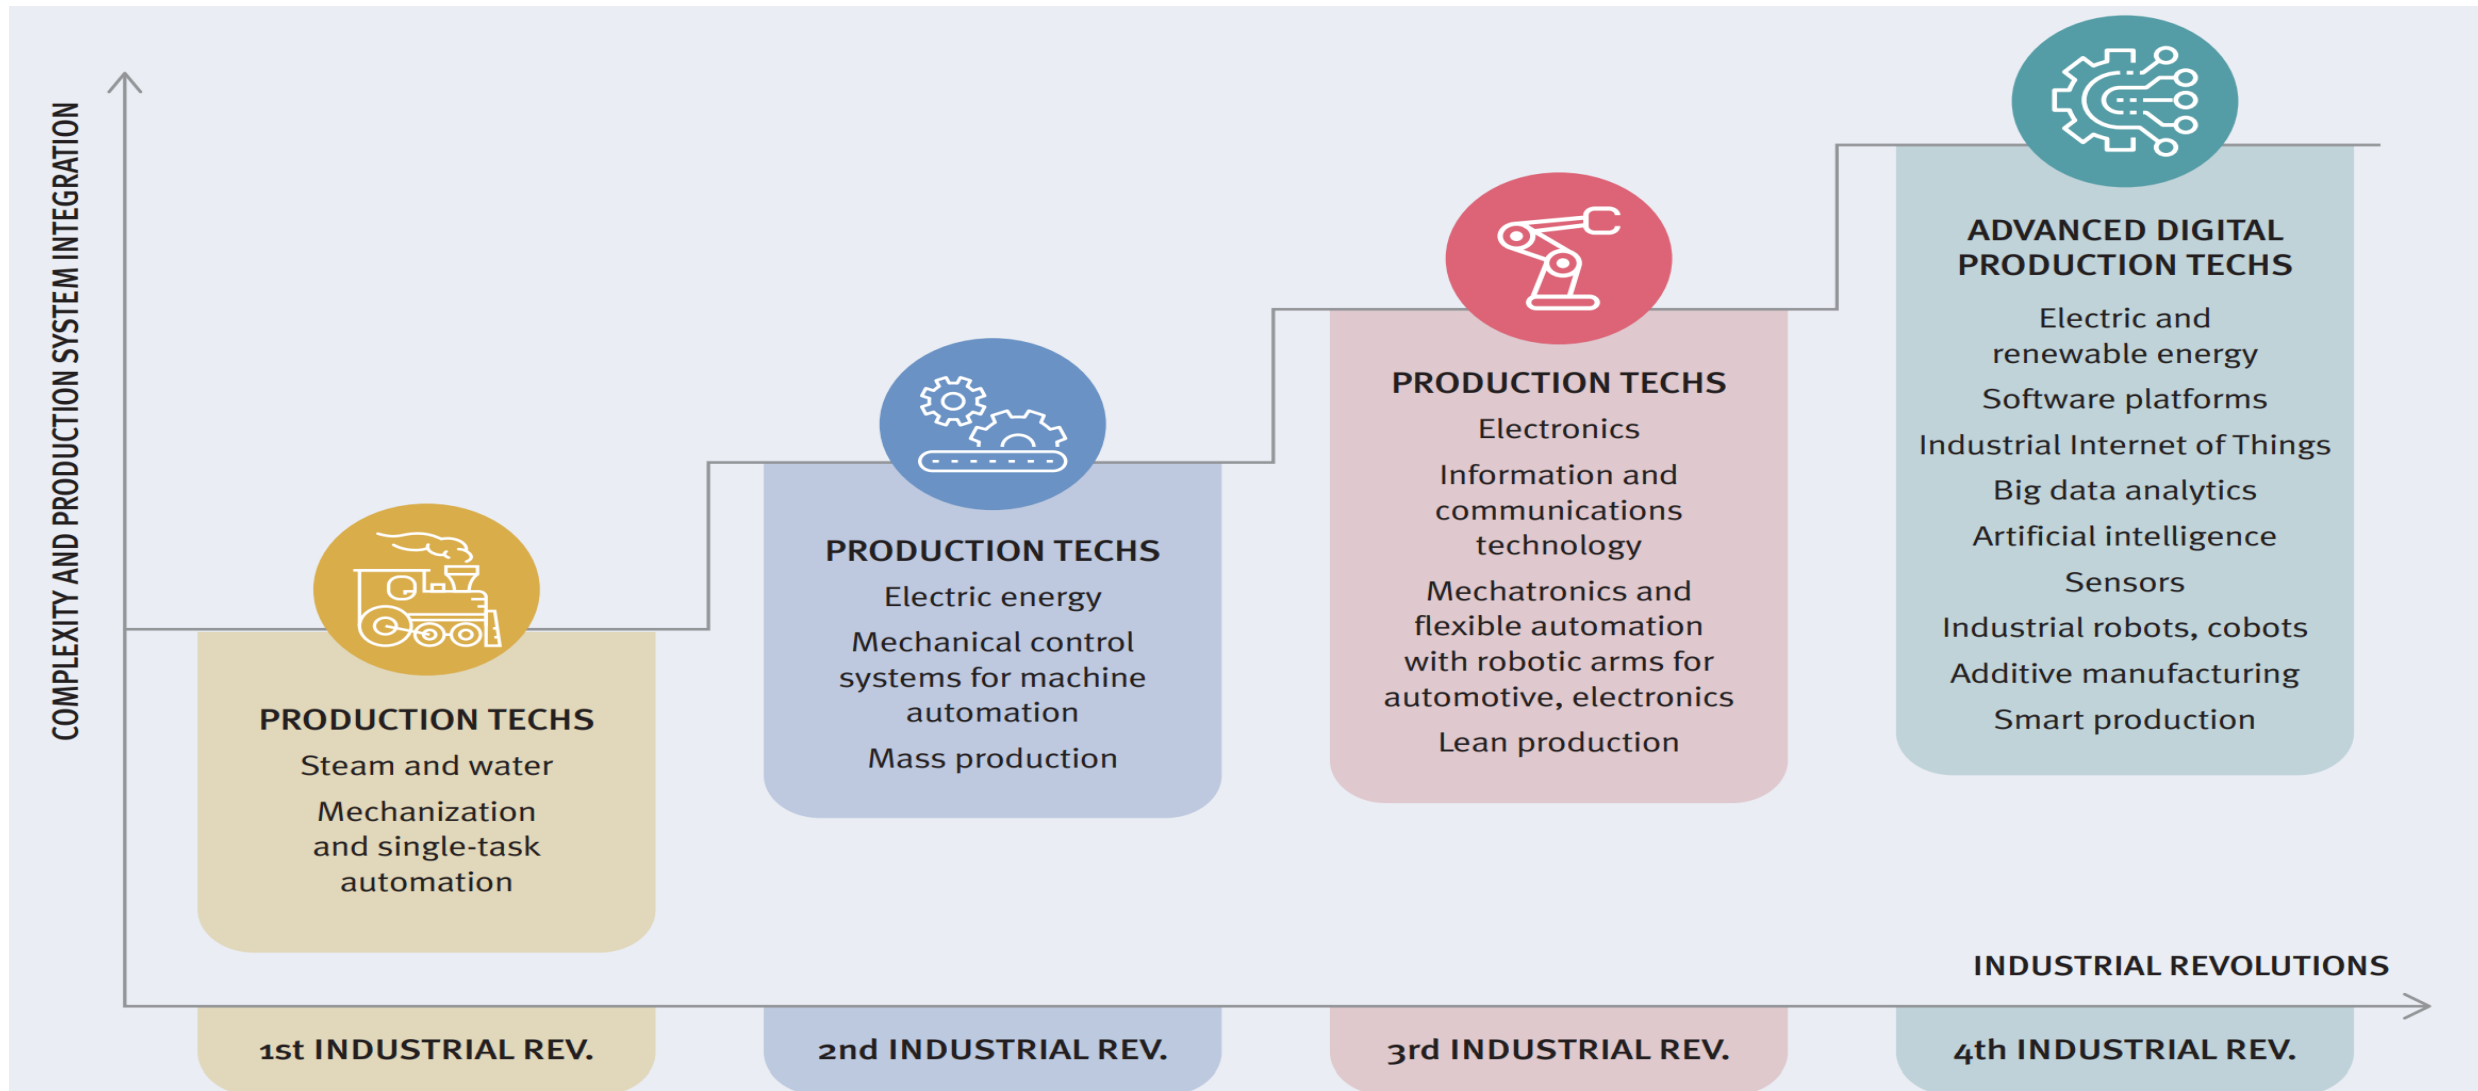 COMPLEXITY AND PRODUCTION SYSTEM INTEGRATION
PRODUCTION TECHS
Steam and water
Mechanization
and single-task
automation
1st INDUSTRIAL REV.
PRODUCTION TECHS
Electric energy
Mechanical control
systems for machine
automation
Mass production
2nd INDUSTRIAL REV.
PRODUCTION TECHS
Electronics
Information and
communications
technology
Mechatronics and
flexible automation
with robotic arms for
automotive, electronics
Lean production
3rd INDUSTRIAL REV.
ADVANCED DIGITAL
PRODUCTION TECHS
Electric and
renewable energy
Software platforms
Industrial Internet of Things
Big data analytics
Artificial intelligence
Sensors
Industrial robots, cobots
Additive manufacturing
Smart production
4th INDUSTRIAL REV.
INDUSTRIAL REVOLUTIONS